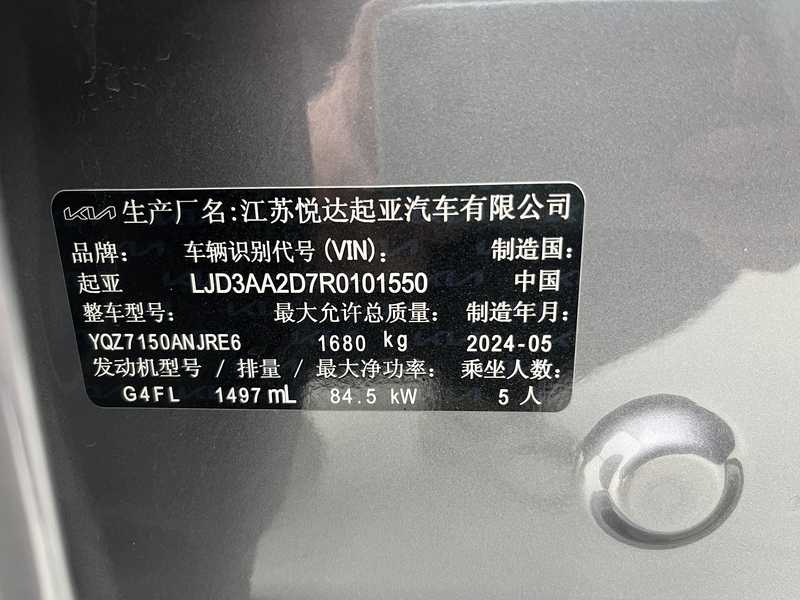 KIA 生产厂名:江苏悦达起亚汽车有限公司
品牌: 车辆识别代号(VIN): 制造国:
起亚 LJD3AA2D7R0101550 中国
整车型号: 最大允许总质量: 制造年月:
YQZ7150ANJRE6 1680 kg 2024-05
发动机型号/排量/最大净功率: 乘坐人数:
G4FL 1497 mL 84.5 kW 5人